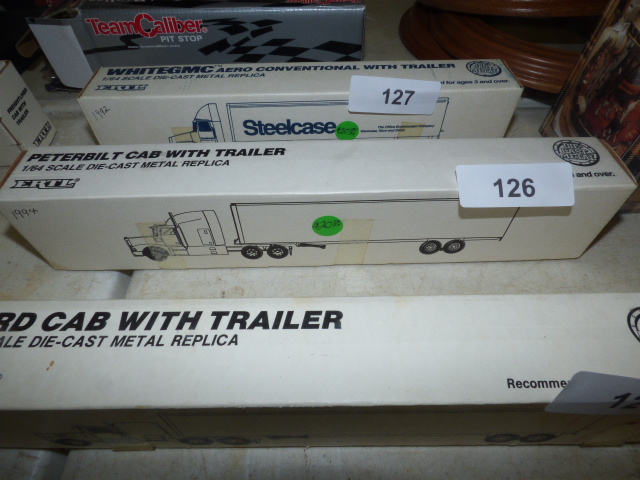 TeamCaliber
PIT STOP
WHITEGMC AERO CONVENTIONAL WITH TRAILER
1/64 SCALE DIE-CAST METAL REPLICA
for ages 3 and over.
ERTL
1992
127
Steelcase
PETERBILT CAB WITH TRAILER
1/64 SCALE DIE-CAST METAL REPLICA
ERTL
and over.
126
1994
RD CAB WITH TRAILER
ALE DIE-CAST METAL REPLICA
Recomme